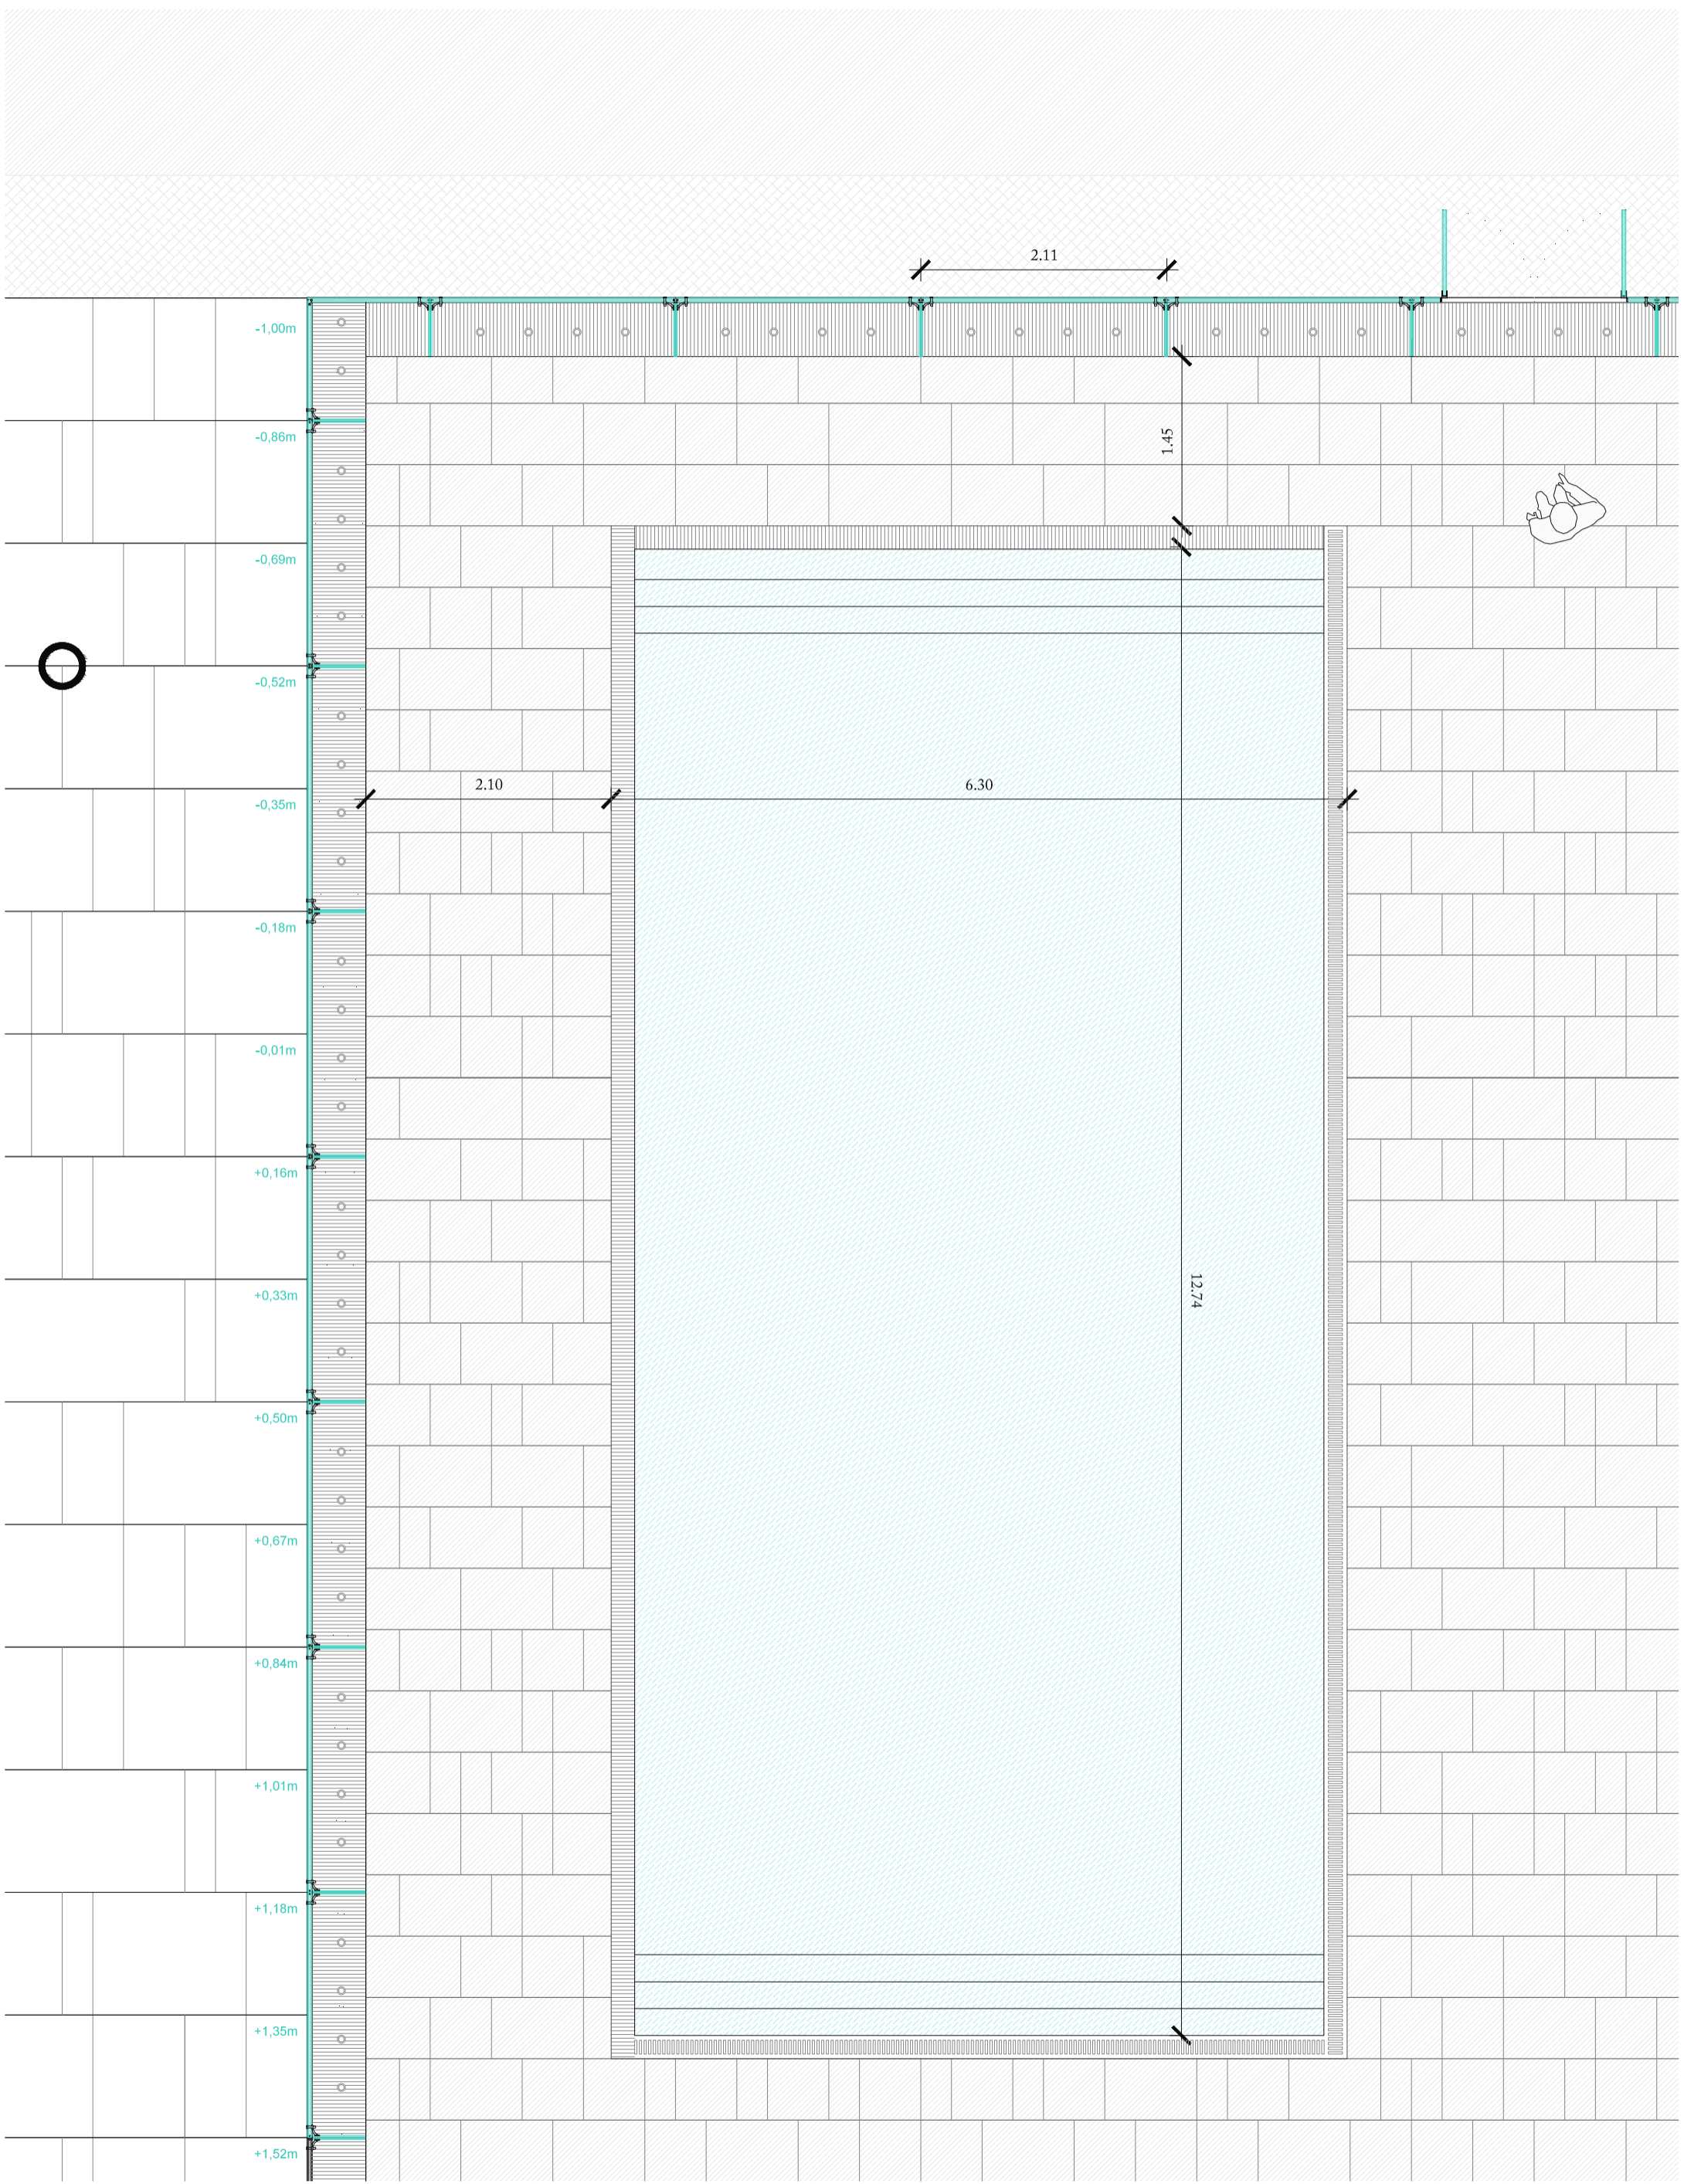 2.11
-1,00m
-0,86m
1.45
-0,69m
-0,52m
2.10
6.30
-0,35m
-0,18m
-0,01m
+0,16m
12.74
+0,33m
+0,50m
+0,67m
+0,84m
+1,01m
+1,18m
+1,35m
+1,52m